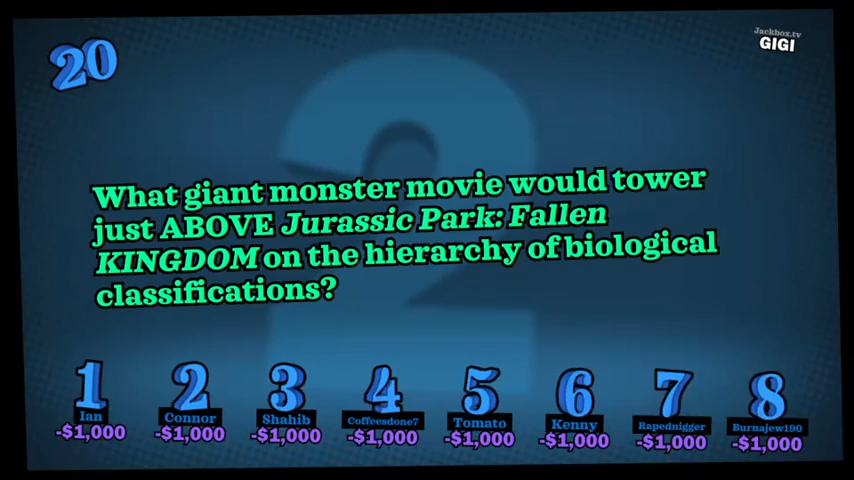 20
Jackbox.tv
GIGI
2
What giant monster movie would tower
just ABOVE Jurassic Park: Fallen
KINGDOM on the hierarchy of biological
classifications?
1 2 3 4 5 6 7 8
Ian Connor Shahib Coffeesdone7 Tomato Kenny Rapednigger Burnajew190
-$1,000 -$1,000 -$1,000 -$1,000 -$1,000 -$1,000 -$1,000 -$1,000